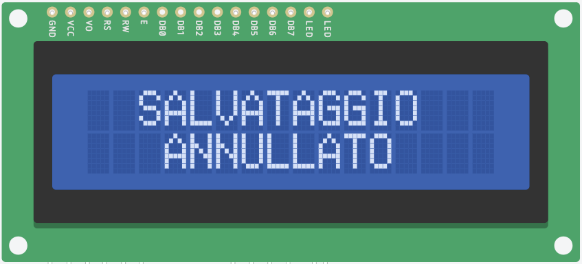 GND VCC VO RS RW E DB0 DB1 DB2 DB3 DB4 DB5 DB6 DB7 LED LED
SALVATAGGIO
ANNULLATO